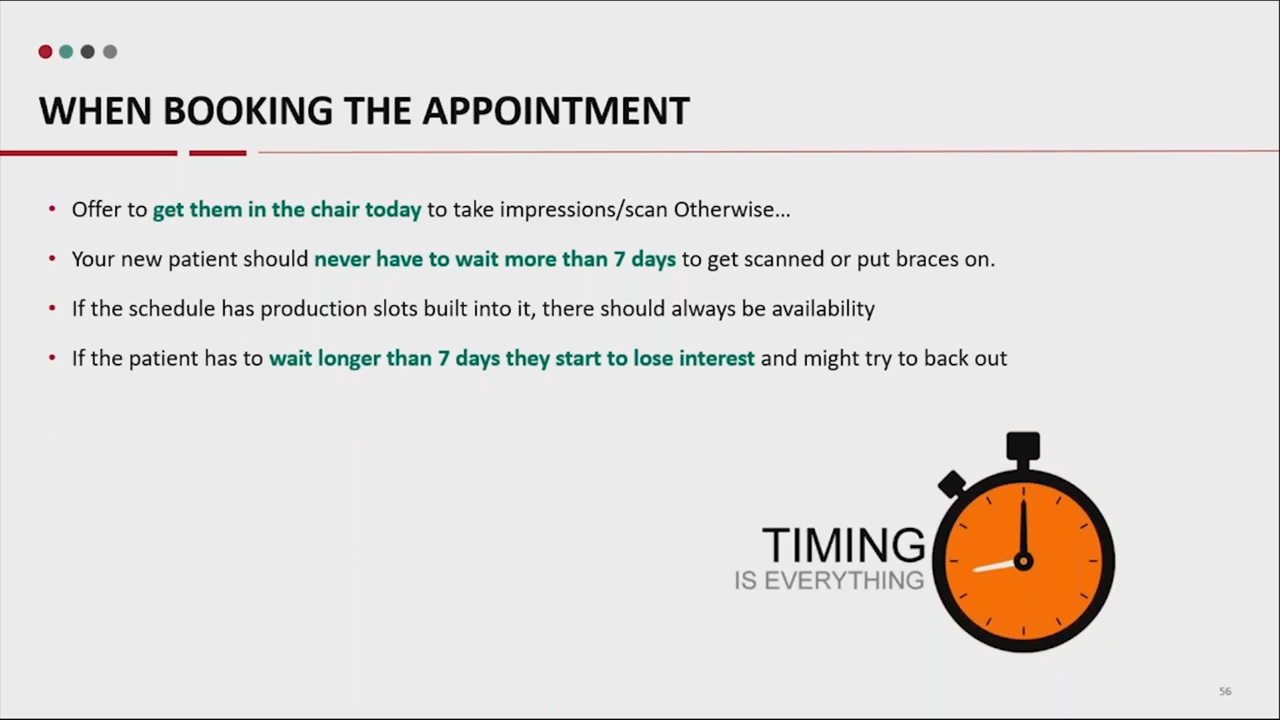 WHEN BOOKING THE APPOINTMENT
• Offer to get them in the chair today to take impressions/scan Otherwise…
• Your new patient should never have to wait more than 7 days to get scanned or put braces on.
• If the schedule has production slots built into it, there should always be availability
• If the patient has to wait longer than 7 days they start to lose interest and might try to back out
TIMING
IS EVERYTHING
56